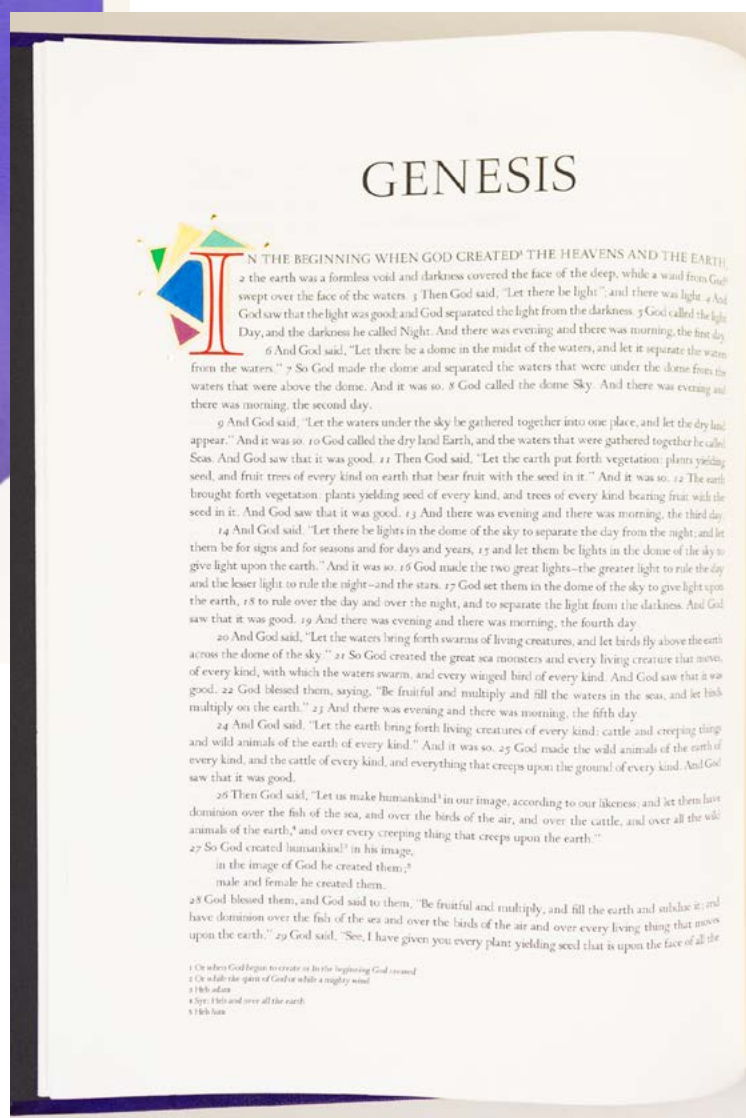 GENESIS
IN THE BEGINNING WHEN GOD CREATED¹ THE HEAVENS AND THE EARTH,
2 the earth was a formless void and darkness covered the face of the deep, while a wind from God²
swept over the face of the waters. 3 Then God said, "Let there be light"; and there was light. 4 And
God saw that the light was good; and God separated the light from the darkness. 5 God called the light
Day, and the darkness he called Night. And there was evening and there was morning, the first day.
6 And God said, "Let there be a dome in the midst of the waters, and let it separate the waters
from the waters." 7 So God made the dome and separated the waters that were under the dome from the
waters that were above the dome. And it was so. 8 God called the dome Sky. And there was evening and
there was morning, the second day.
9 And God said, "Let the waters under the sky be gathered together into one place, and let the dry land
appear." And it was so. 10 God called the dry land Earth, and the waters that were gathered together he called
Seas. And God saw that it was good. 11 Then God said, "Let the earth put forth vegetation: plants yielding
seed, and fruit trees of every kind on earth that bear fruit with the seed in it." And it was so. 12 The earth
brought forth vegetation: plants yielding seed of every kind, and trees of every kind bearing fruit with the
seed in it. And God saw that it was good. 13 And there was evening and there was morning, the third day.
14 And God said, "Let there be lights in the dome of the sky to separate the day from the night; and let
them be for signs and for seasons and for days and years, 15 and let them be lights in the dome of the sky to
give light upon the earth." And it was so. 16 God made the two great lights–the greater light to rule the day
and the lesser light to rule the night–and the stars. 17 God set them in the dome of the sky to give light upon
the earth, 18 to rule over the day and over the night, and to separate the light from the darkness. And God
saw that it was good. 19 And there was evening and there was morning, the fourth day.
20 And God said, "Let the waters bring forth swarms of living creatures, and let birds fly above the earth
across the dome of the sky." 21 So God created the great sea monsters and every living creature that moves,
of every kind, with which the waters swarm, and every winged bird of every kind. And God saw that it was
good. 22 God blessed them, saying, "Be fruitful and multiply and fill the waters in the seas, and let birds
multiply on the earth." 23 And there was evening and there was morning, the fifth day.
24 And God said, "Let the earth bring forth living creatures of every kind: cattle and creeping things
and wild animals of the earth of every kind." And it was so. 25 God made the wild animals of the earth of
every kind, and the cattle of every kind, and everything that creeps upon the ground of every kind. And God
saw that it was good.
26 Then God said, "Let us make humankind³ in our image, according to our likeness; and let them have
dominion over the fish of the sea, and over the birds of the air, and over the cattle, and over all the wild
animals of the earth,⁴ and over every creeping thing that creeps upon the earth."
27 So God created humankind³ in his image,
in the image of God he created them;⁵
male and female he created them.
28 God blessed them, and God said to them, "Be fruitful and multiply, and fill the earth and subdue it; and
have dominion over the fish of the sea and over the birds of the air and over every living thing that moves
upon the earth." 29 God said, "See, I have given you every plant yielding seed that is upon the face of all the
1 Or when God began to create or In the beginning God created
2 Or while the spirit of God or while a mighty wind
3 Heb adam
4 Syr: Heb and over all the earth
5 Heb him